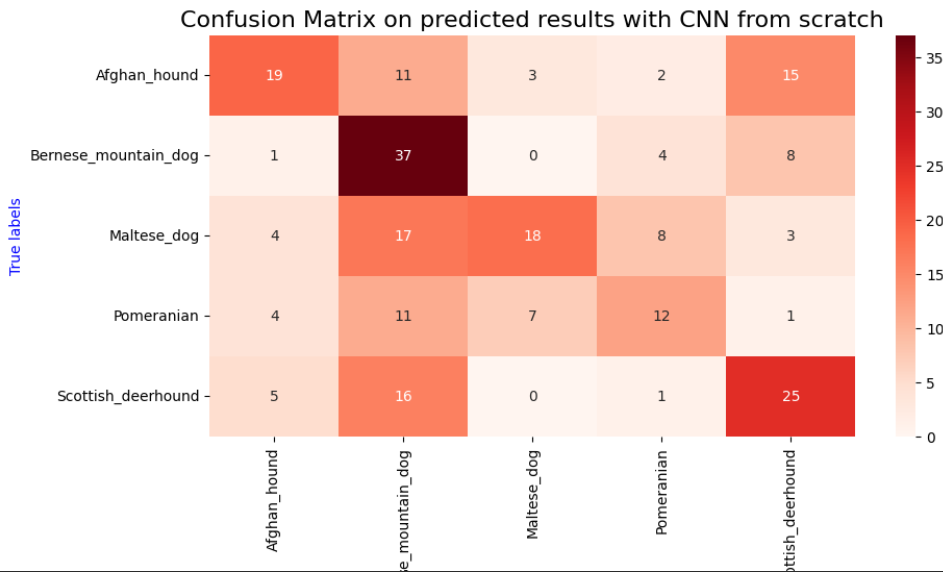 Confusion Matrix on predicted results with CNN from scratch
True labels
Afghan_hound 19 11 3 2 15
Bernese_mountain_dog 1 37 0 4 8
Maltese_dog 4 17 18 8 3
Pomeranian 4 11 7 12 1
Scottish_deerhound 5 16 0 1 25
Afghan_hound
se_mountain_dog
Maltese_dog
Pomeranian
ottish_deerhound
35
30
25
20
15
10
5
0